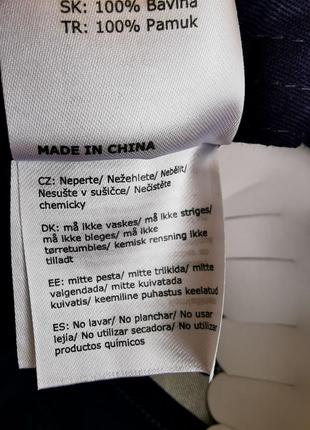 SK: 100% Bavlna
TR: 100% Pamuk
MADE IN CHINA
CZ: Neperte/ Nežehlete/ Nebělit/
Nesušte v sušičce/ Nečistěte
chemicky
DK: må ikke vaskes/ må ikke stryges/
må ikke bleges/ må ikke
tørretumbles/ kemisk rensning ikke
tilladt
EE: mitte pesta/ mitte triikida/ mitte
valgendada/ mitte kuivatada
kuivatis/ keemiline puhastus keelatud
ES: No lavar/ No planchar/ No usar
lejía/ No utilizar secadora/ No utilizar
productos químicos